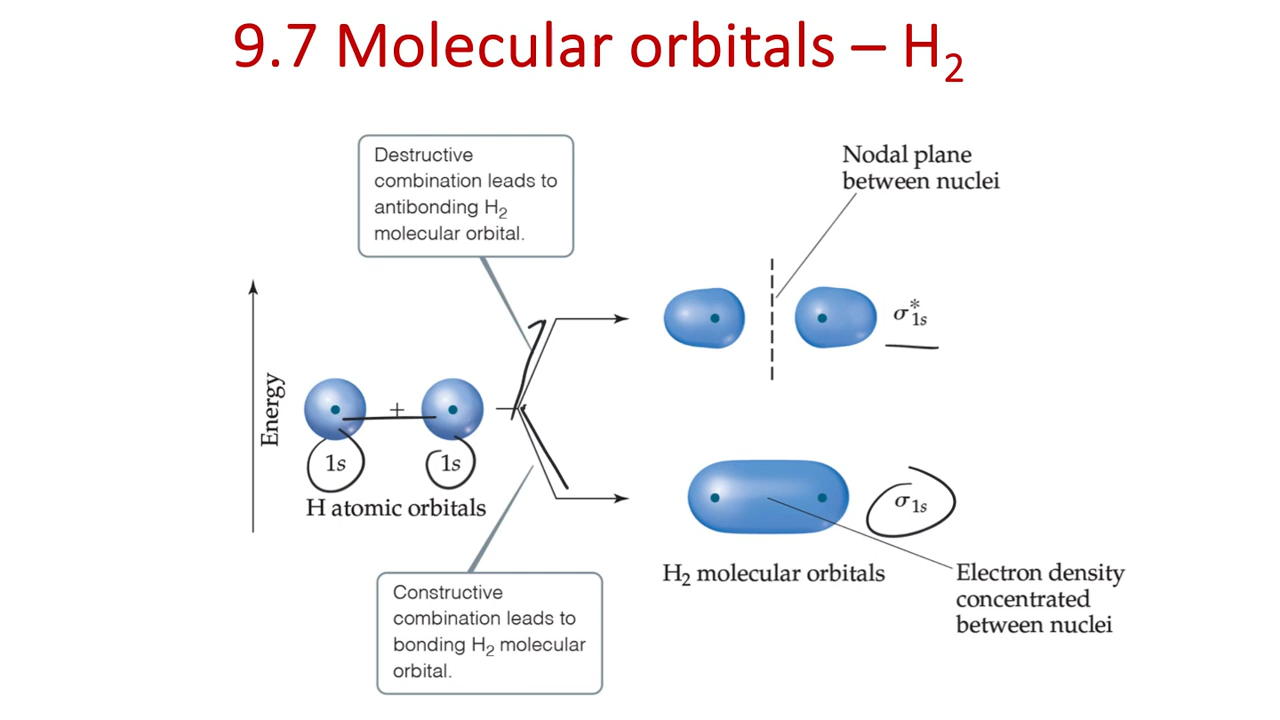 9.7 Molecular orbitals – H₂
Destructive
combination leads to
antibonding H₂
molecular orbital.
Nodal plane
between nuclei
σ*1s
Energy
+
1s
1s
H atomic orbitals
σ1s
H₂ molecular orbitals
Electron density
concentrated
between nuclei
Constructive
combination leads to
bonding H₂ molecular
orbital.